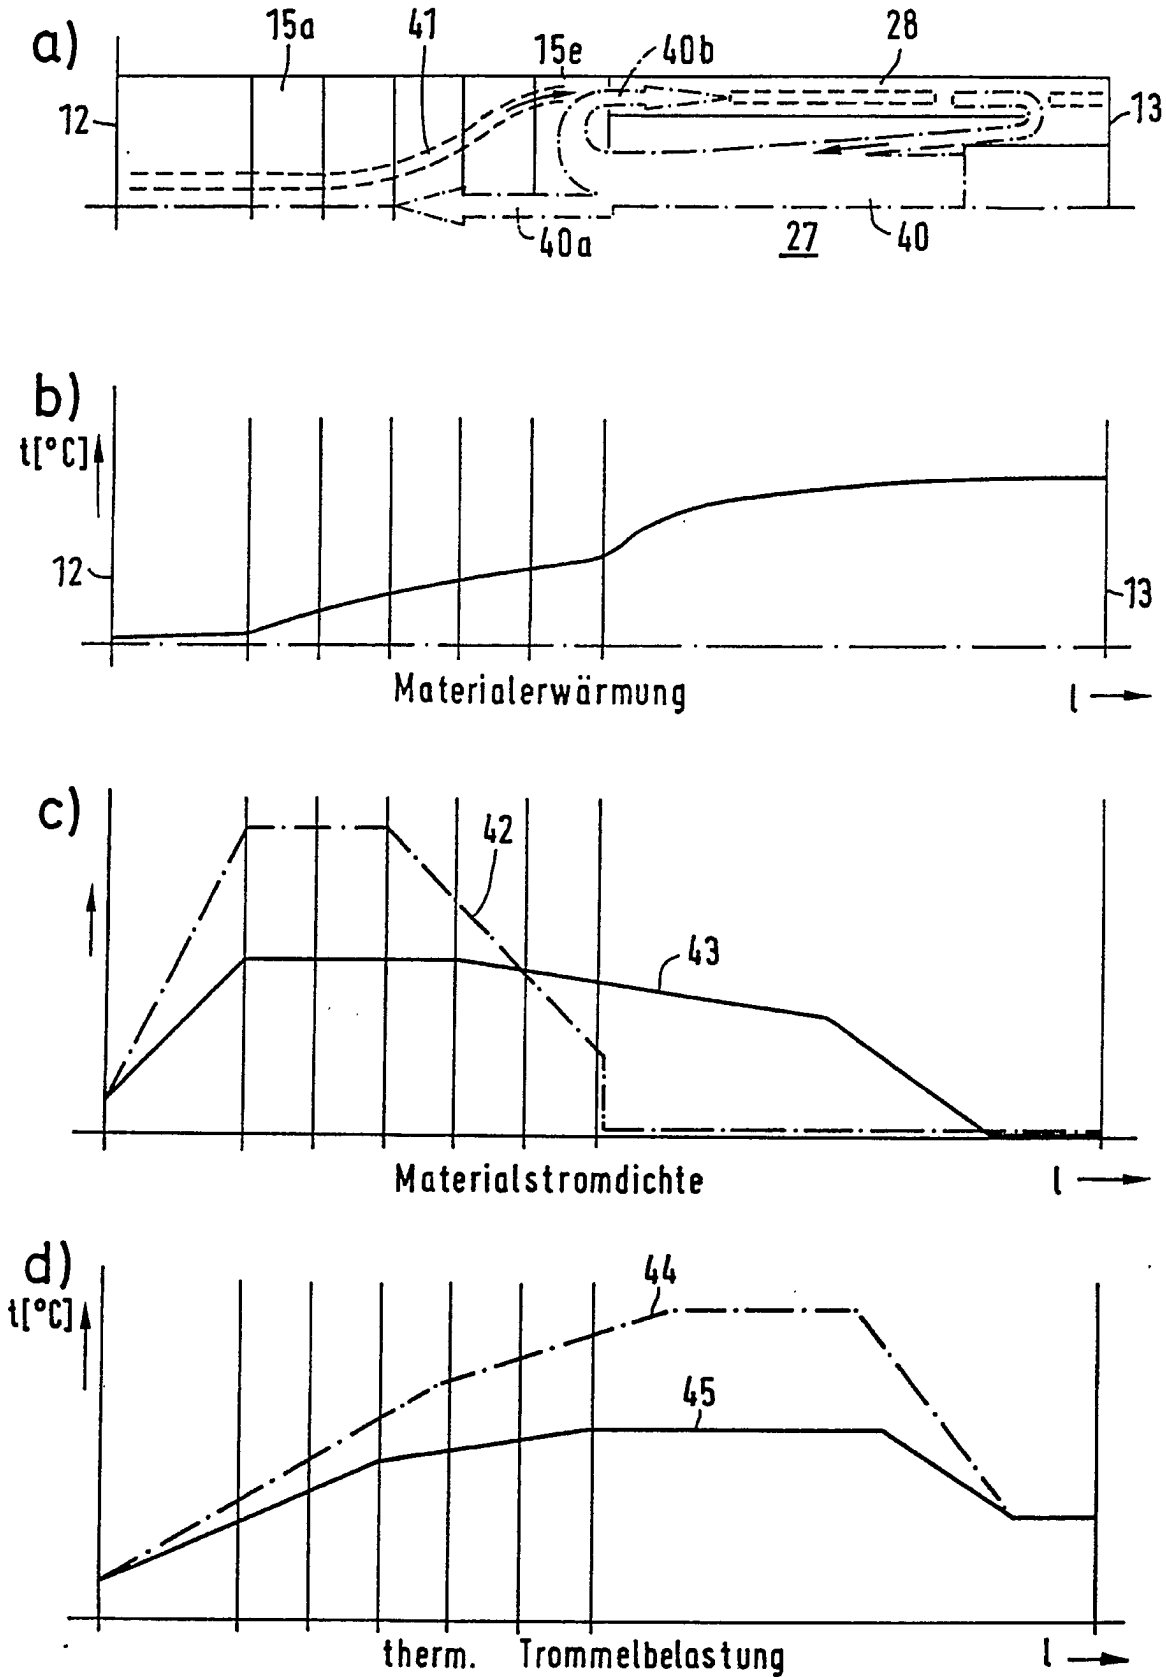 a)
15a
41
15e
40b
28
12
13
40a
27
40
b)
t[°C]
12
13
Materialerwärmung
l
c)
42
43
Materialstromdichte
l
d)
t[°C]
44
45
therm. Trommelbelastung
l